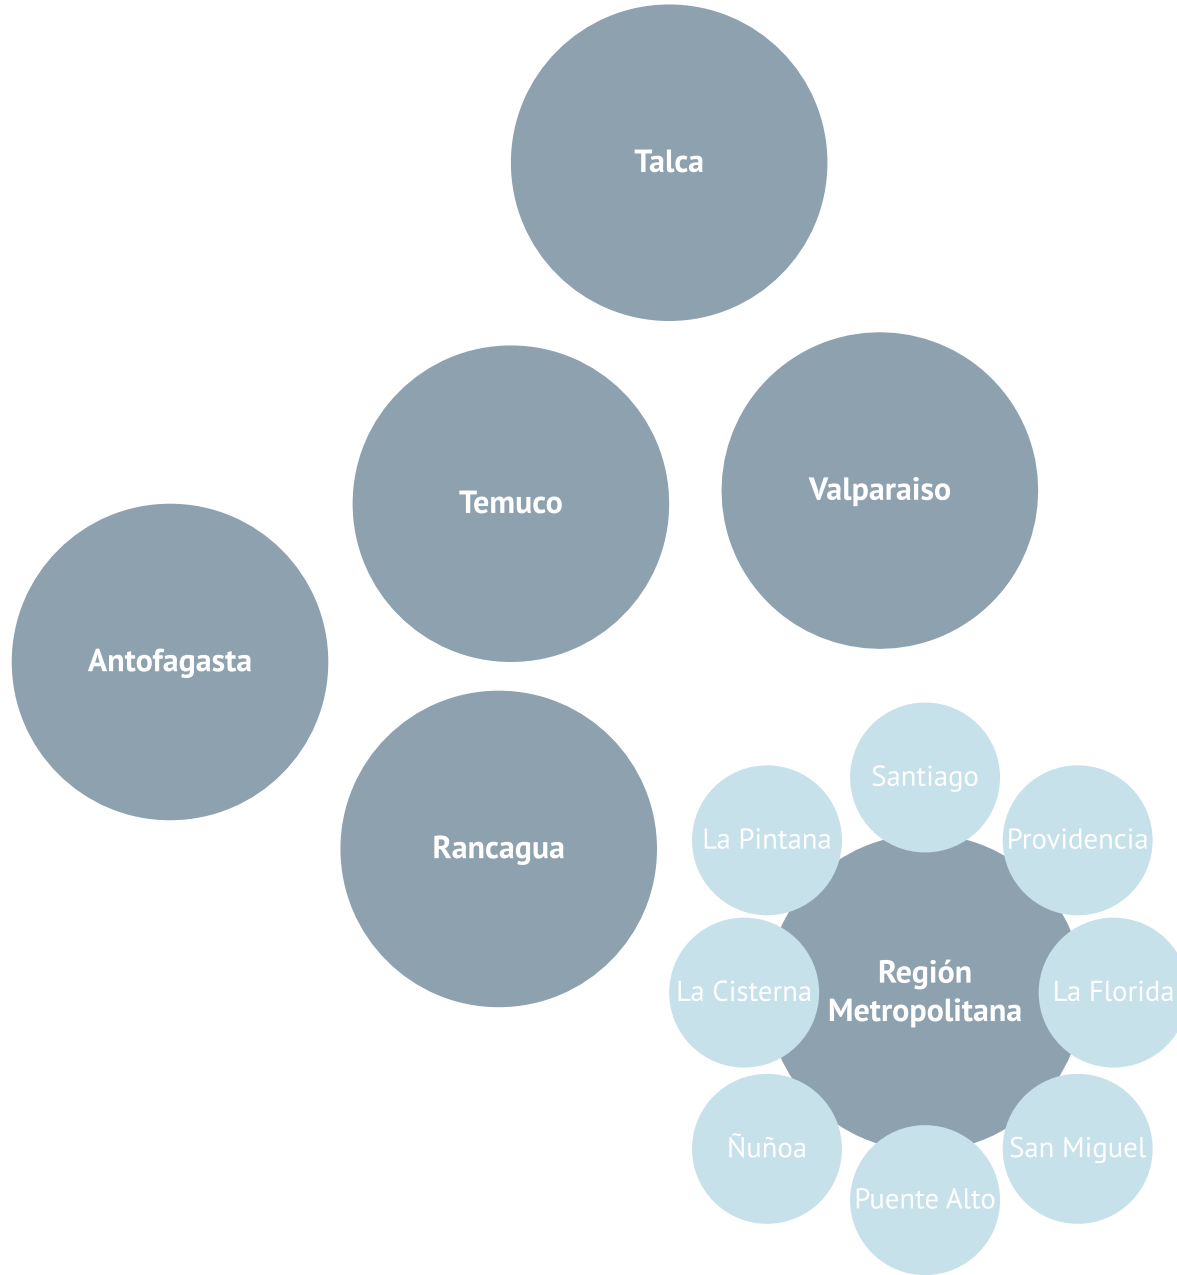 Talca
Temuco
Valparaiso
Antofagasta
Rancagua
Santiago
La Pintana
Providencia
Región
Metropolitana
La Cisterna
La Florida
Ñuñoa
San Miguel
Puente Alto